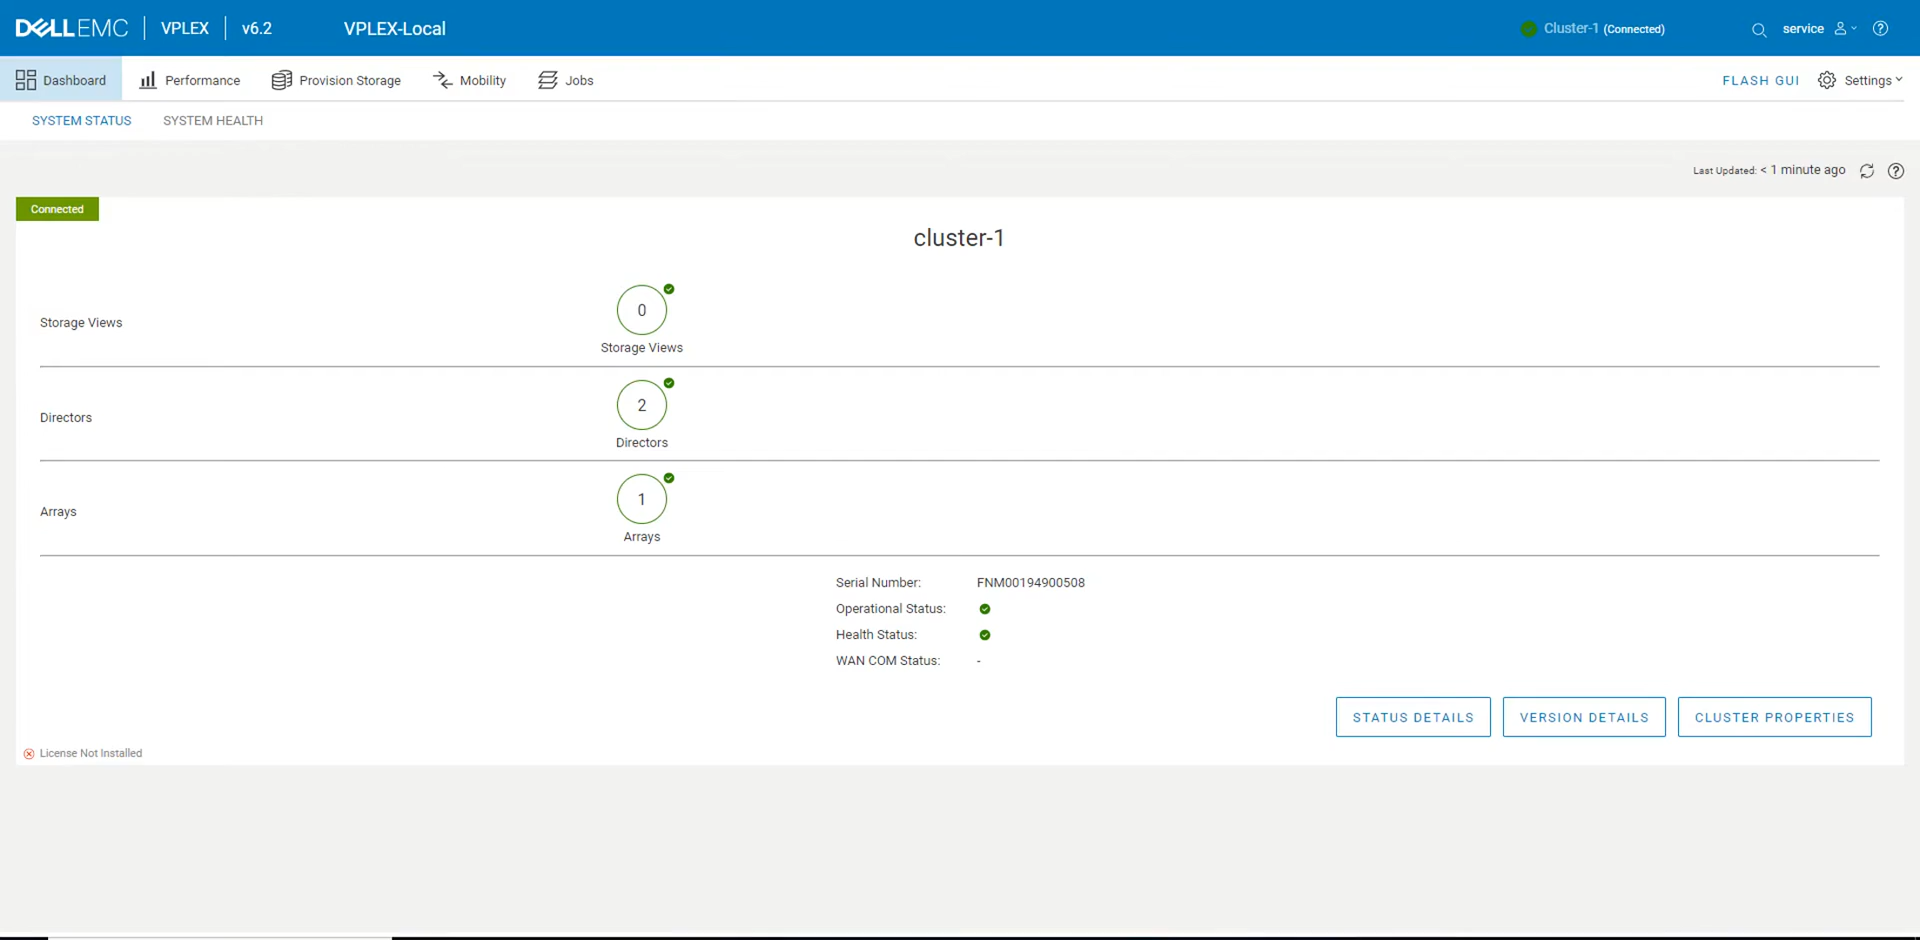 DELLEMC VPLEX v6.2 VPLEX-Local Cluster-1 (Connected) service
Dashboard Performance Provision Storage Mobility Jobs FLASH GUI Settings
SYSTEM STATUS SYSTEM HEALTH
Last Updated: < 1 minute ago
Connected
cluster-1
Storage Views
0
Storage Views
Directors
2
Directors
Arrays
1
Arrays
Serial Number: FNM00194900508
Operational Status:
Health Status:
WAN COM Status: -
STATUS DETAILS VERSION DETAILS CLUSTER PROPERTIES
License Not Installed